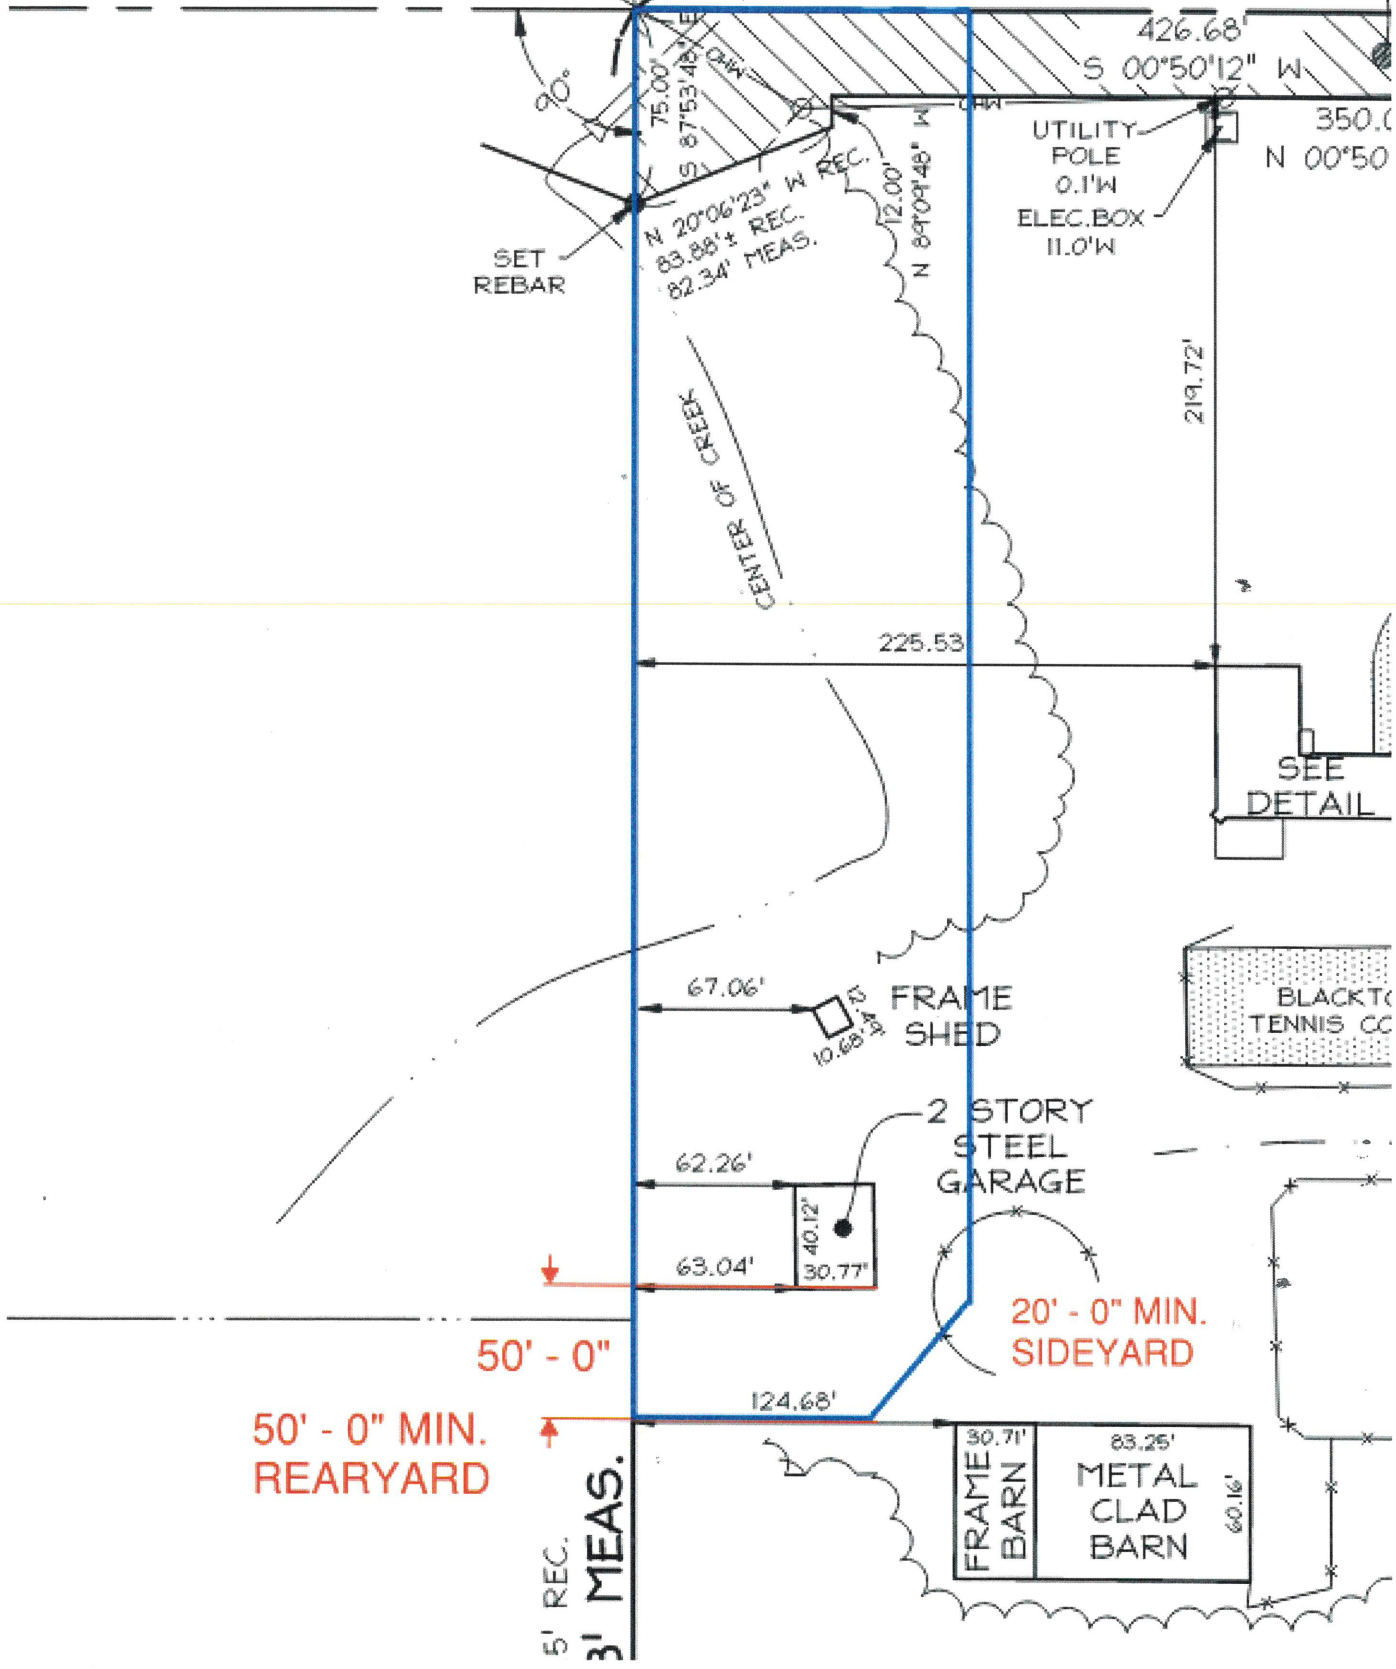 426.68'
S 00°50'12" W
90°
75.00'
S 87°53'48" E
OHW
OHW
UTILITY
POLE
0.1'W
ELEC.BOX
11.0'W
N 00°50
N 20°06'23" W REC.
83.88'± REC.
82.34' MEAS.
12.00'
N 89°09'48" W
SET
REBAR
219.72'
CENTER OF CREEK
225.53
SEE
DETAIL
67.06'
12.49'
10.68'
FRAME
SHED
TENNIS
2 STORY
STEEL
GARAGE
62.26'
40.12'
30.77'
63.04'
20' - 0" MIN.
SIDEYARD
50' - 0"
50' - 0" MIN.
REARYARD
124.68'
30.71'
FRAME
BARN
83.25'
METAL
CLAD
BARN
60.16'
5' REC.
MEAS.